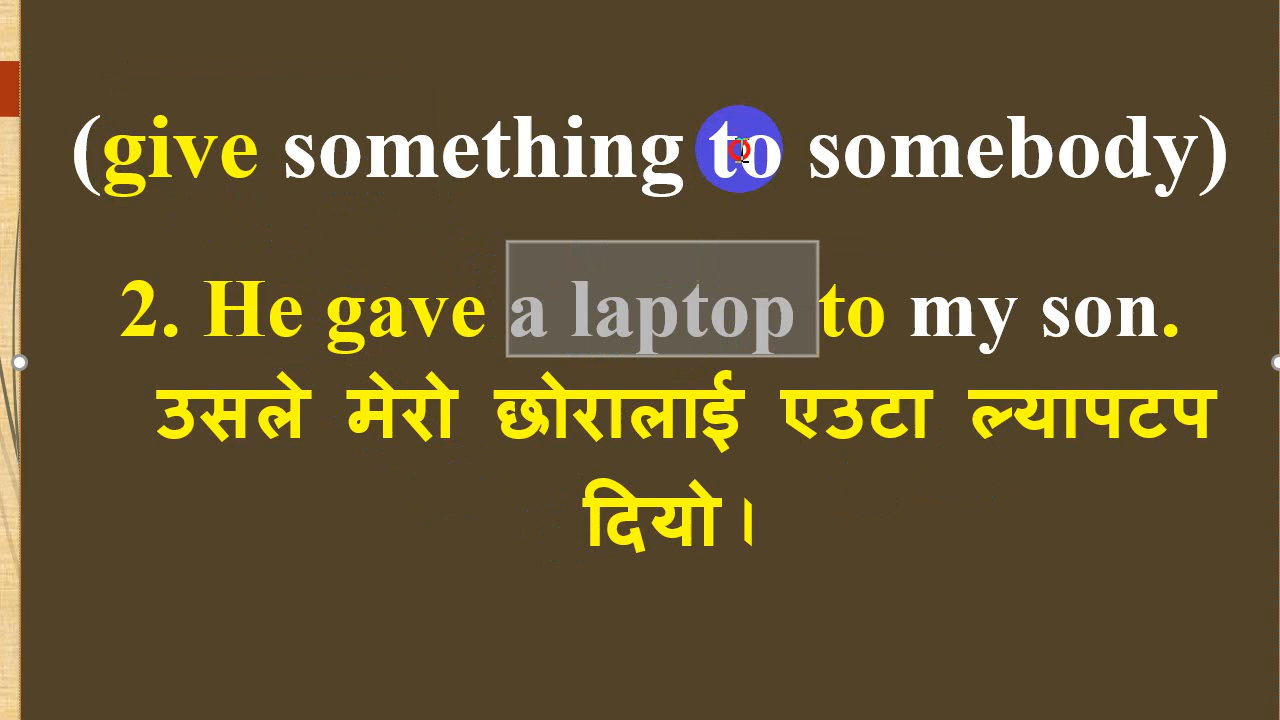 (give something to somebody)
2. He gave a laptop to my son.
उसले मेरो छोरालाई एउटा ल्यापटप
दियो।